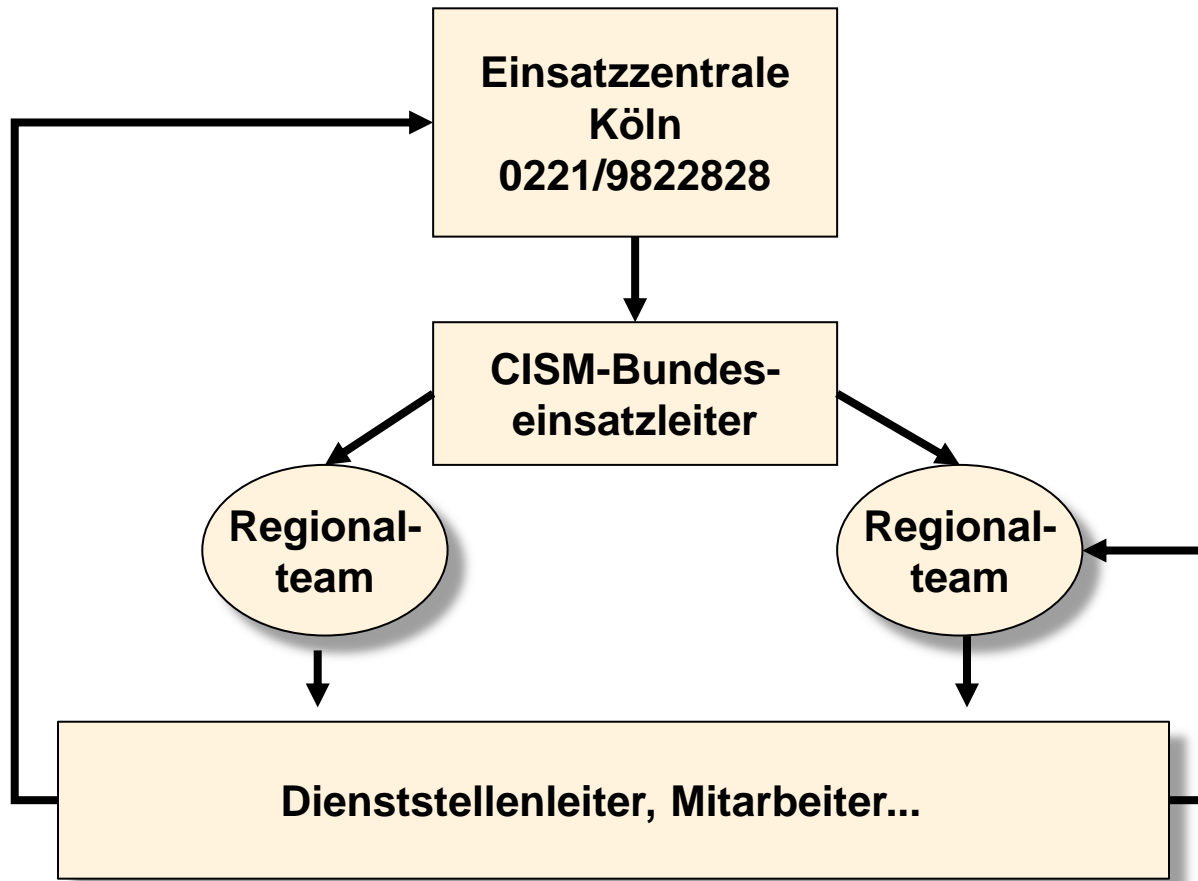 Einsatzzentrale
Köln
0221/9822828
CISM-Bundes-
einsatzleiter
Regional-
team
Regional-
team
Dienststellenleiter, Mitarbeiter...